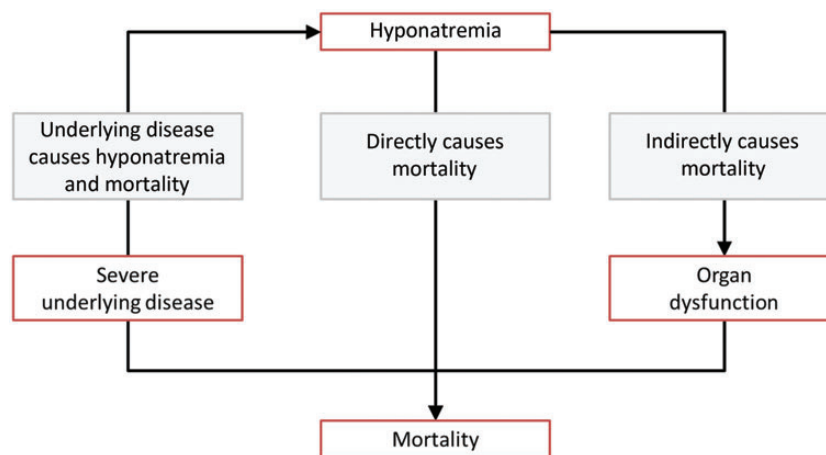 Hyponatremia
Underlying disease
causes hyponatremia
and mortality
Directly causes
mortality
Indirectly causes
mortality
Severe
underlying disease
Organ
dysfunction
Mortality